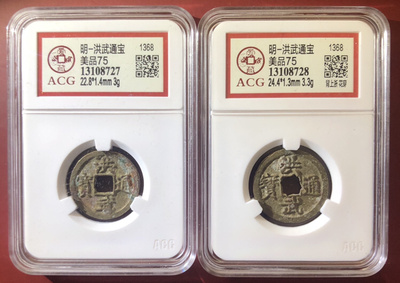 明-洪武通宝
1368
美品75
ACG
13108727
22.8*1.4mm 3g
洪武通寶
明-洪武通宝
1368
美品75
ACG
13108728
24.4*1.3mm 3.3g
洪武通寶